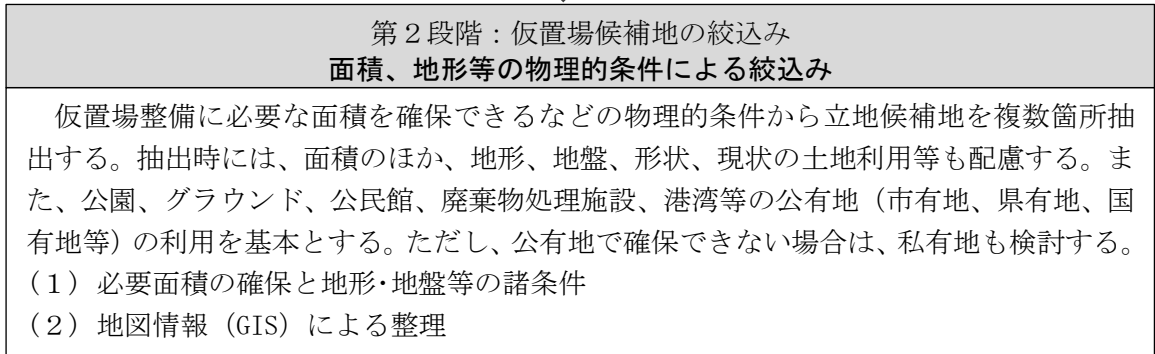 第２段階：仮置場候補地の絞込み
面積、地形等の物理的条件による絞込み
　仮置場整備に必要な面積を確保できるなどの物理的条件から立地候補地を複数箇所抽
出する。抽出時には、面積のほか、地形、地盤、形状、現状の土地利用等も配慮する。ま
た、公園、グラウンド、公民館、廃棄物処理施設、港湾等の公有地（市有地、県有地、国
有地等）の利用を基本とする。ただし、公有地で確保できない場合は、私有地も検討する。
（１）必要面積の確保と地形･地盤等の諸条件
（２）地図情報（GIS）による整理